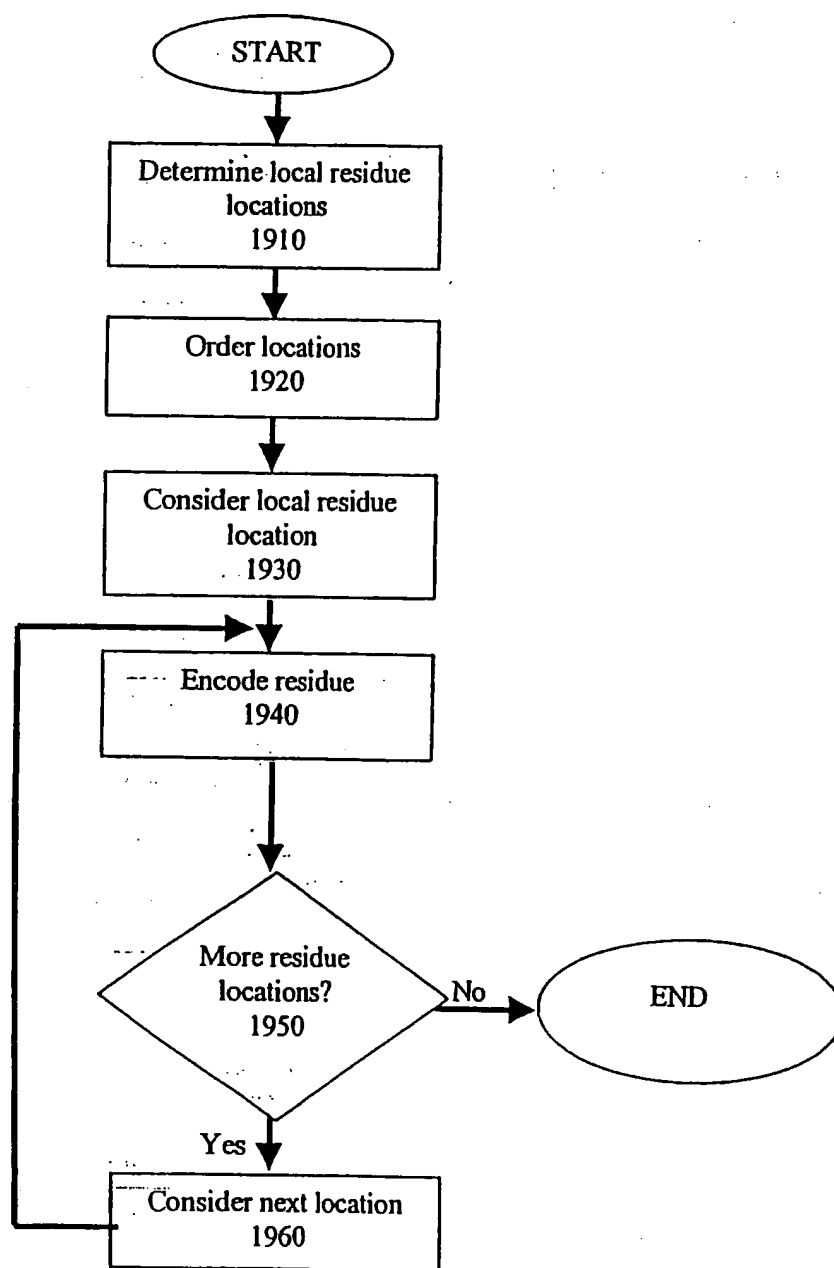 START
Determine local residue
locations
1910
Order locations
1920
Consider local residue
location
1930
Encode residue
1940
More residue
locations?
1950
No
END
Yes
Consider next location
1960